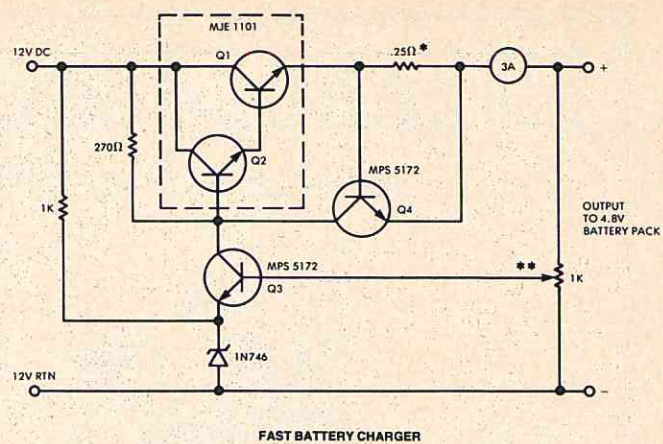 MJE 1101
12V DC
Q1
.25Ω *
3A
+
270Ω
Q2
MPS 5172
1K
Q4
OUTPUT
TO 4.8V
BATTERY PACK
MPS 5172
**
1K
Q3
1N746
12V RTN
−
FAST BATTERY CHARGER